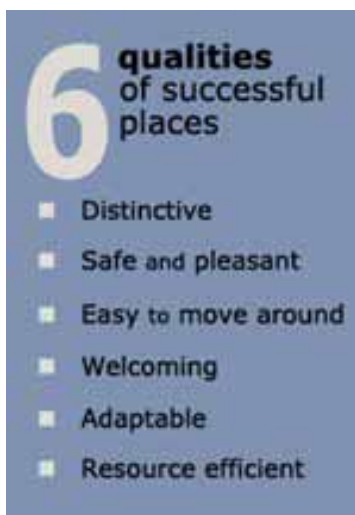 6 qualities
of successful
places
Distinctive
Safe and pleasant
Easy to move around
Welcoming
Adaptable
Resource efficient